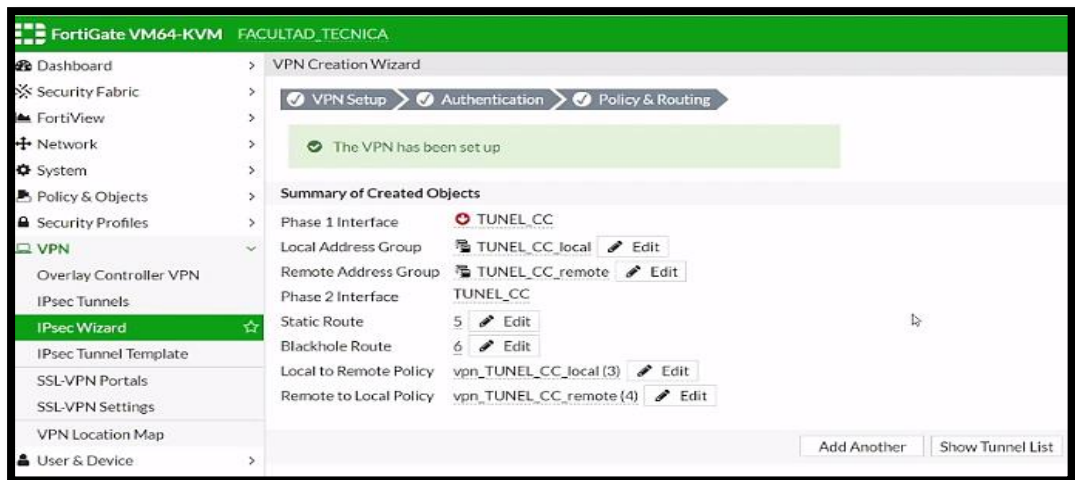 FortiGate VM64-KVM FACULTAD_TECNICA
Dashboard
Security Fabric
FortiView
Network
System
Policy & Objects
Security Profiles
VPN
Overlay Controller VPN
IPsec Tunnels
IPsec Wizard
IPsec Tunnel Template
SSL-VPN Portals
SSL-VPN Settings
VPN Location Map
User & Device
VPN Creation Wizard
VPN Setup Authentication Policy & Routing
The VPN has been set up
Summary of Created Objects
Phase 1 Interface TUNEL_CC
Local Address Group TUNEL_CC_local Edit
Remote Address Group TUNEL_CC_remote Edit
Phase 2 Interface TUNEL_CC
Static Route 5 Edit
Blackhole Route 6 Edit
Local to Remote Policy vpn_TUNEL_CC_local (3) Edit
Remote to Local Policy vpn_TUNEL_CC_remote (4) Edit
Add Another Show Tunnel List